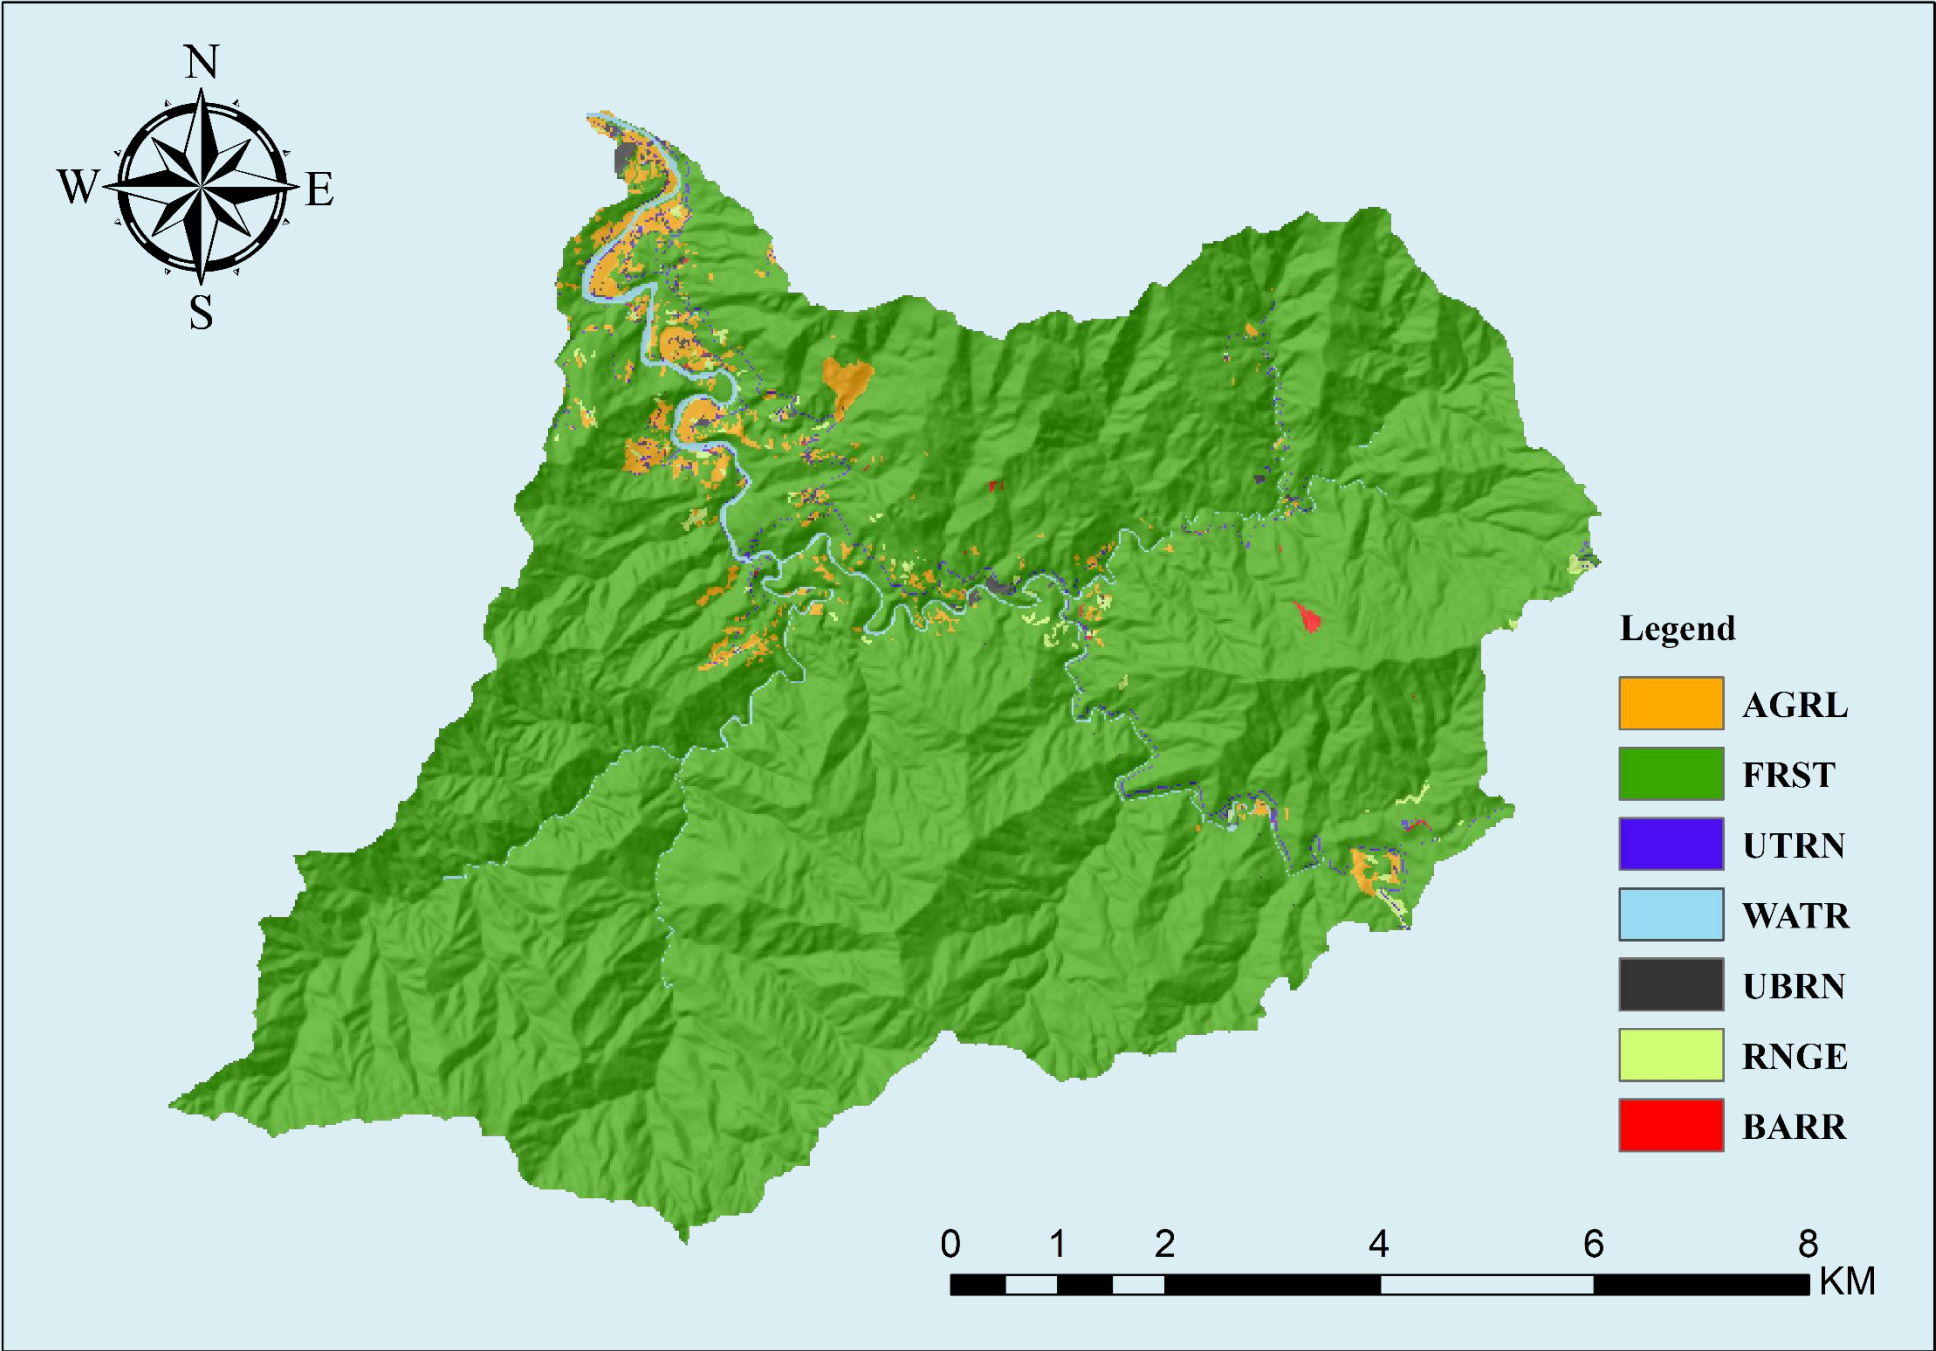 N
W
E
S
Legend
AGRL
FRST
UTRN
WATR
UBRN
RNGE
BARR
0 1 2 4 6 8
KM